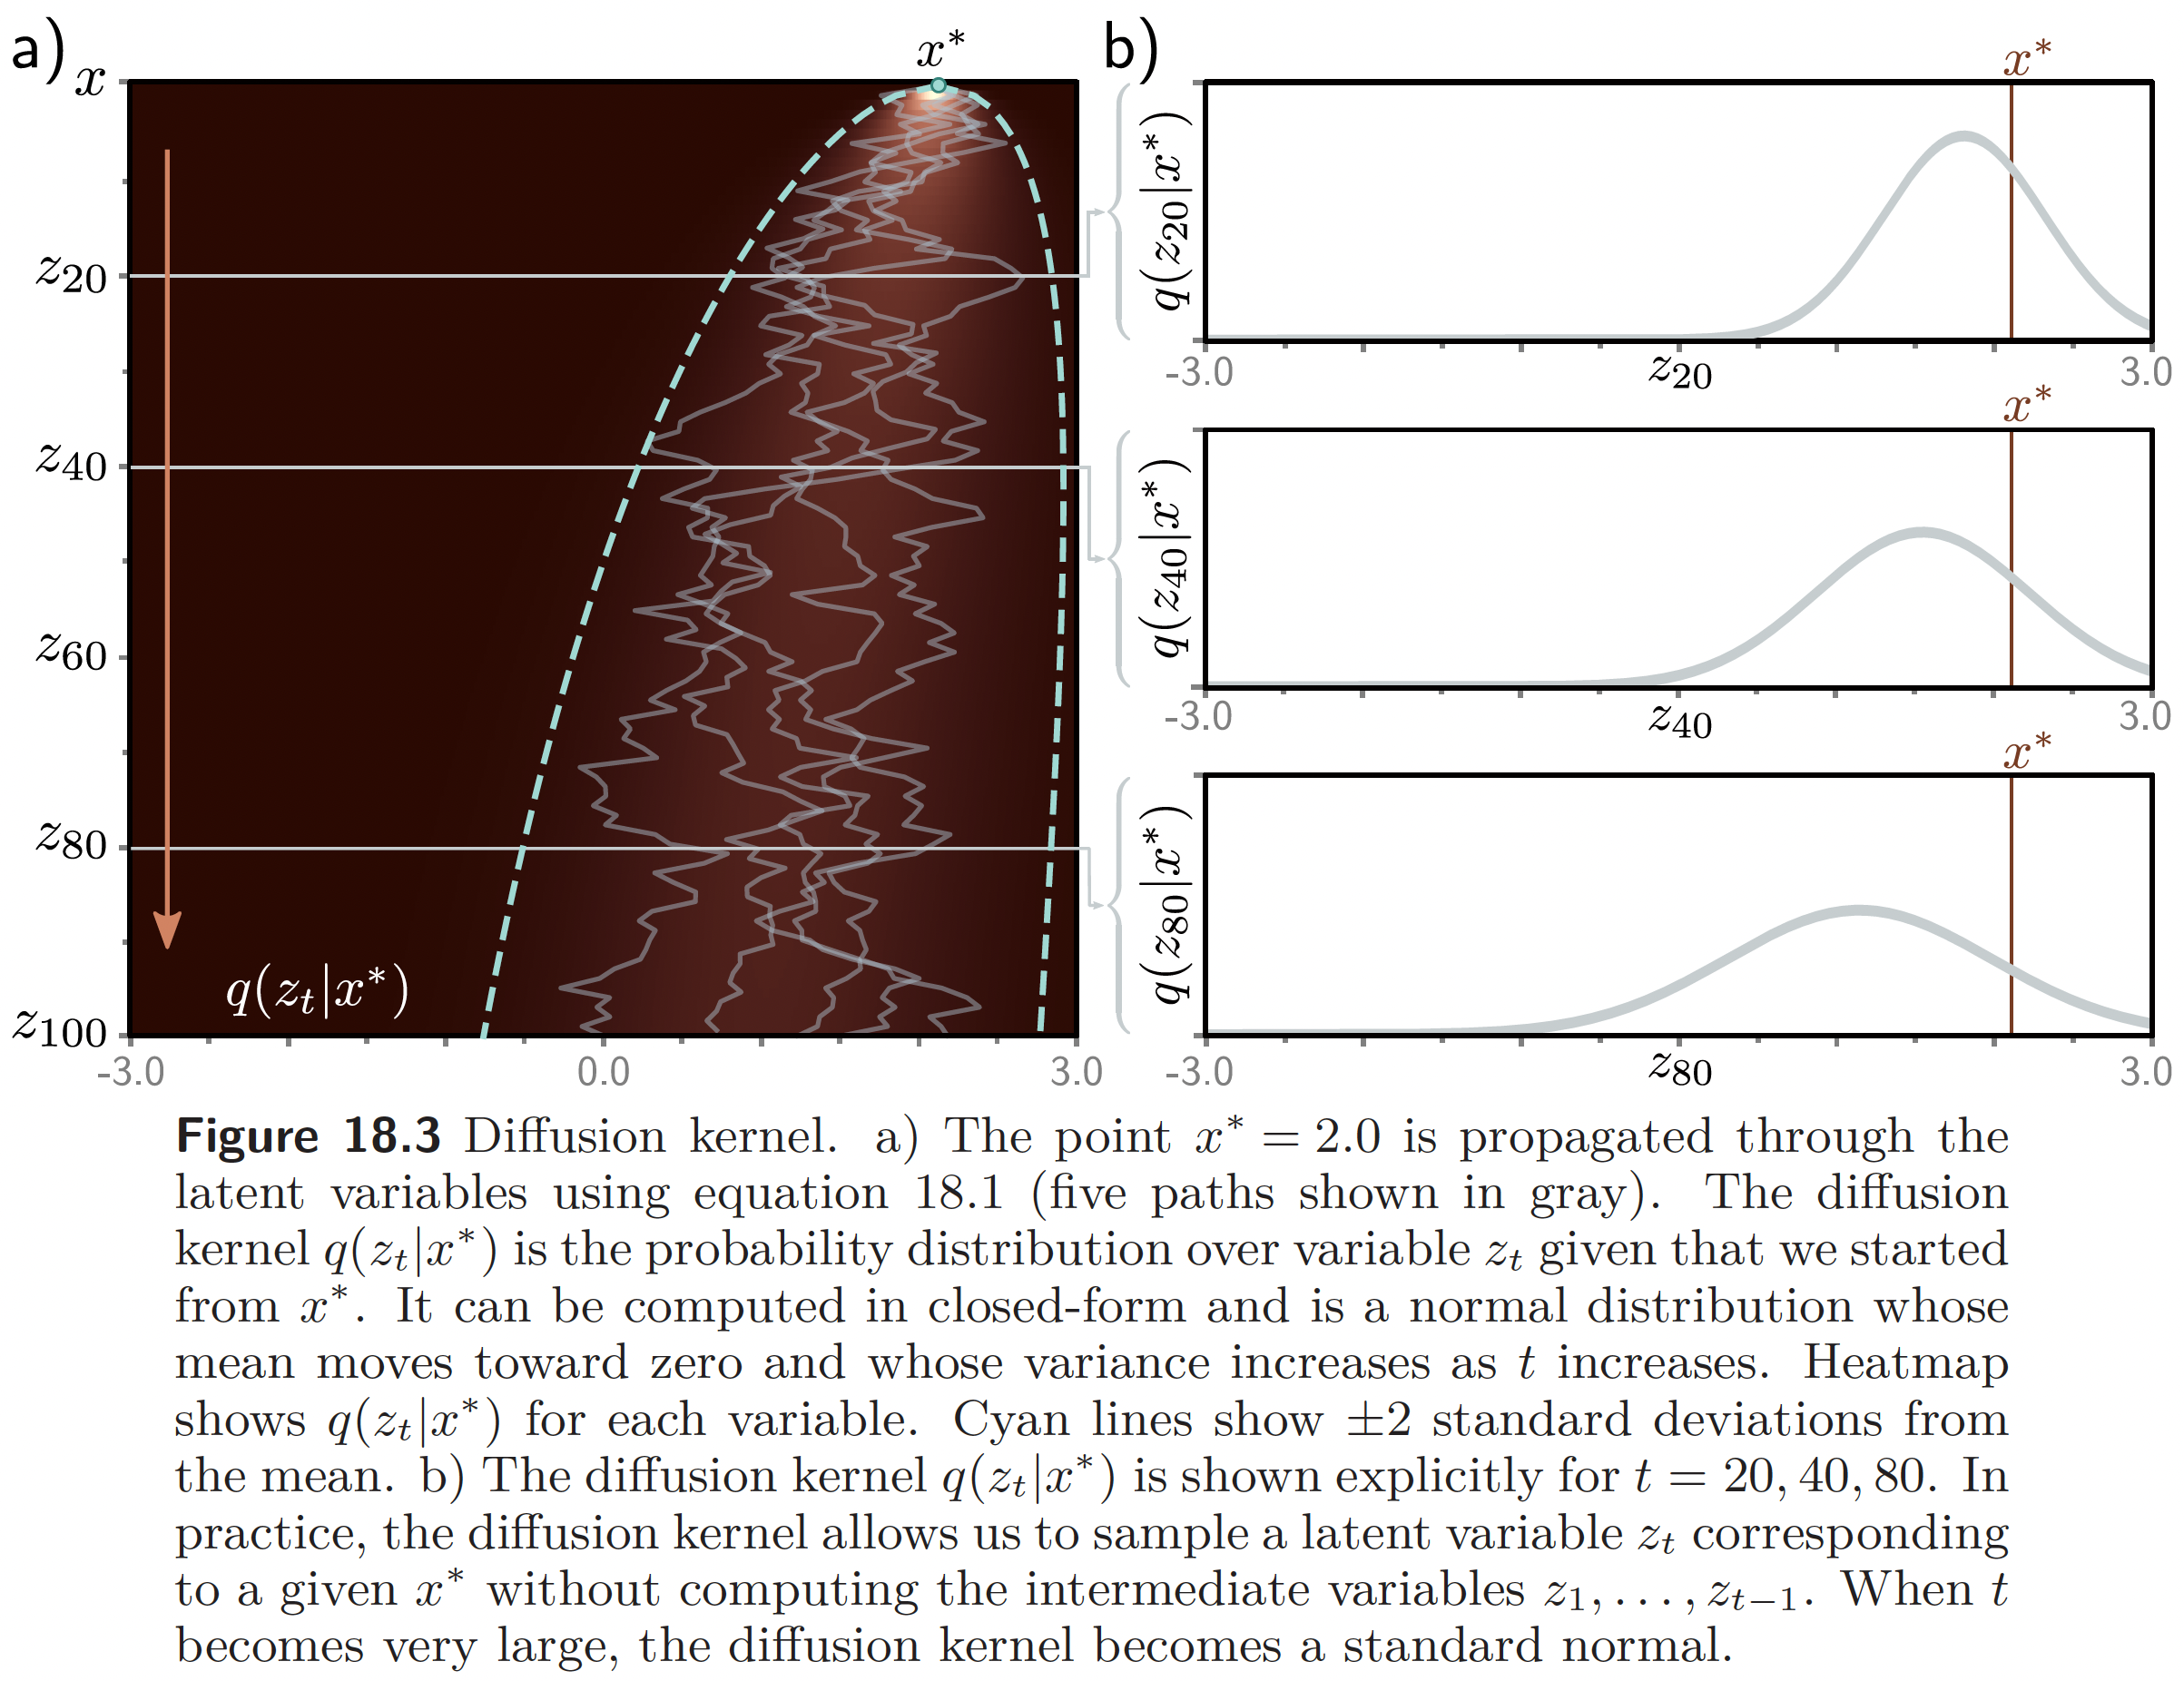 a)
x*
x
z20
z40
z60
z80
z100
q(zt|x*)
-3.0 0.0 3.0
b)
x*
q(z20|x*)
-3.0 z20 3.0
x*
q(z40|x*)
-3.0 z40 3.0
x*
q(z80|x*)
-3.0 z80 3.0
Figure 18.3 Diffusion kernel. a) The point x* = 2.0 is propagated through the
latent variables using equation 18.1 (five paths shown in gray). The diffusion
kernel q(zt|x*) is the probability distribution over variable zt given that we started
from x*. It can be computed in closed-form and is a normal distribution whose
mean moves toward zero and whose variance increases as t increases. Heatmap
shows q(zt|x*) for each variable. Cyan lines show ±2 standard deviations from
the mean. b) The diffusion kernel q(zt|x*) is shown explicitly for t = 20, 40, 80. In
practice, the diffusion kernel allows us to sample a latent variable zt corresponding
to a given x* without computing the intermediate variables z1, . . . , zt−1. When t
becomes very large, the diffusion kernel becomes a standard normal.